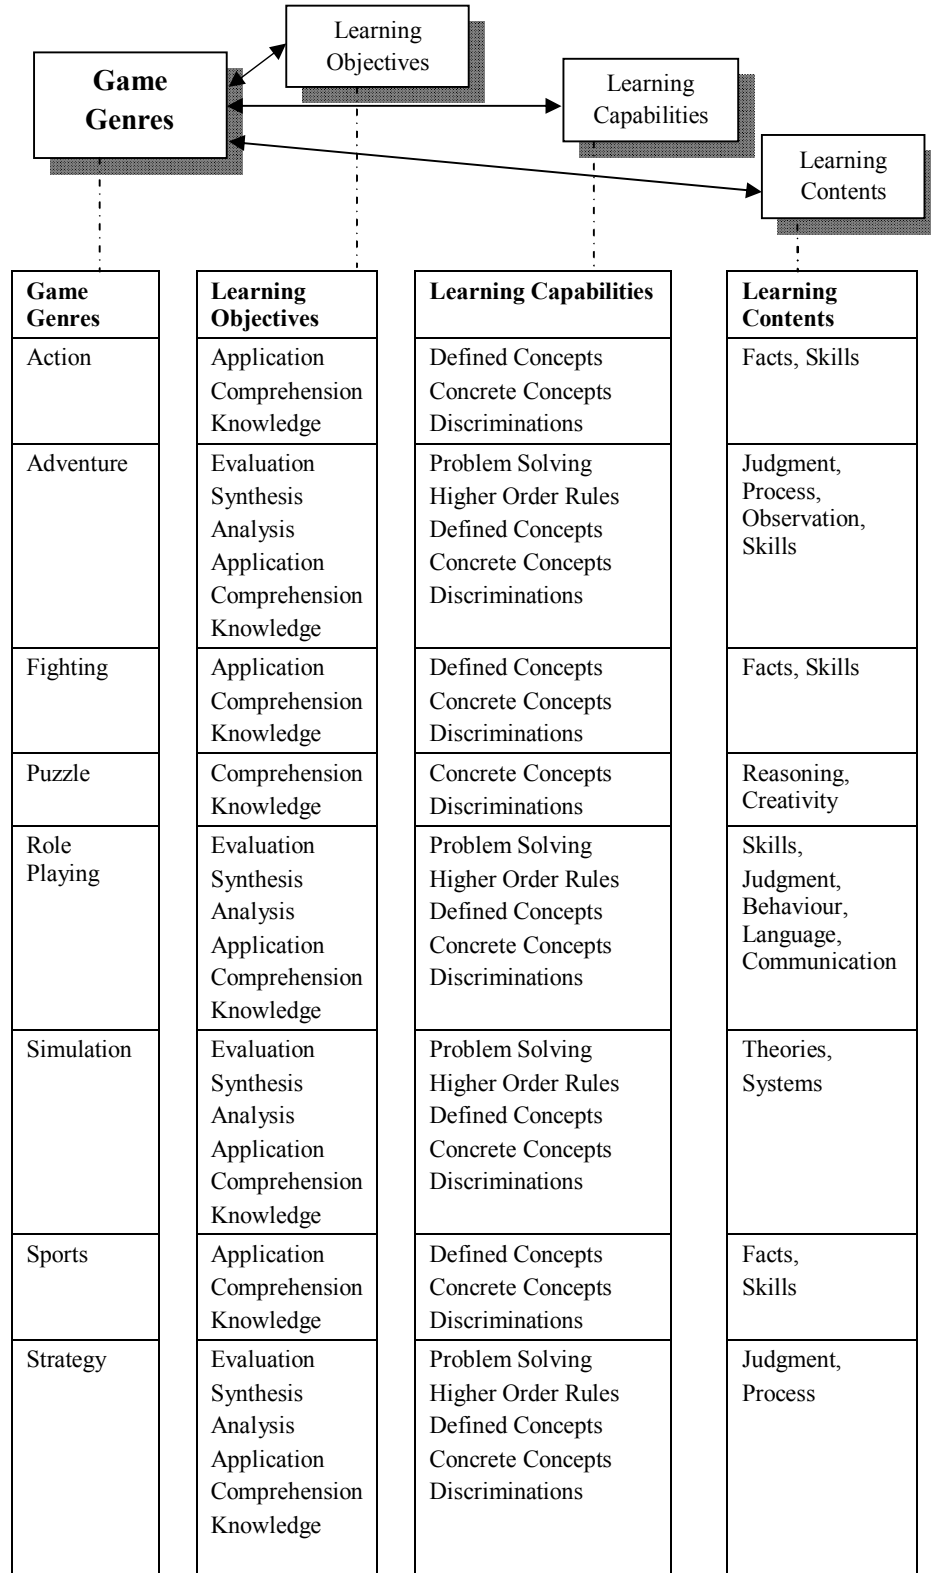 Learning
Objectives
Game
Genres
Learning
Capabilities
Learning
Contents
Game
Genres
Learning
Objectives
Learning Capabilities
Learning
Contents
Action
Application
Comprehension
Knowledge
Defined Concepts
Concrete Concepts
Discriminations
Facts, Skills
Adventure
Evaluation
Synthesis
Analysis
Application
Comprehension
Knowledge
Problem Solving
Higher Order Rules
Defined Concepts
Concrete Concepts
Discriminations
Judgment,
Process,
Observation,
Skills
Fighting
Application
Comprehension
Knowledge
Defined Concepts
Concrete Concepts
Discriminations
Facts, Skills
Puzzle
Comprehension
Knowledge
Concrete Concepts
Discriminations
Reasoning,
Creativity
Role
Playing
Evaluation
Synthesis
Analysis
Application
Comprehension
Knowledge
Problem Solving
Higher Order Rules
Defined Concepts
Concrete Concepts
Discriminations
Skills,
Judgment,
Behaviour,
Language,
Communication
Simulation
Evaluation
Synthesis
Analysis
Application
Comprehension
Knowledge
Problem Solving
Higher Order Rules
Defined Concepts
Concrete Concepts
Discriminations
Theories,
Systems
Sports
Application
Comprehension
Knowledge
Defined Concepts
Concrete Concepts
Discriminations
Facts,
Skills
Strategy
Evaluation
Synthesis
Analysis
Application
Comprehension
Knowledge
Problem Solving
Higher Order Rules
Defined Concepts
Concrete Concepts
Discriminations
Judgment,
Process